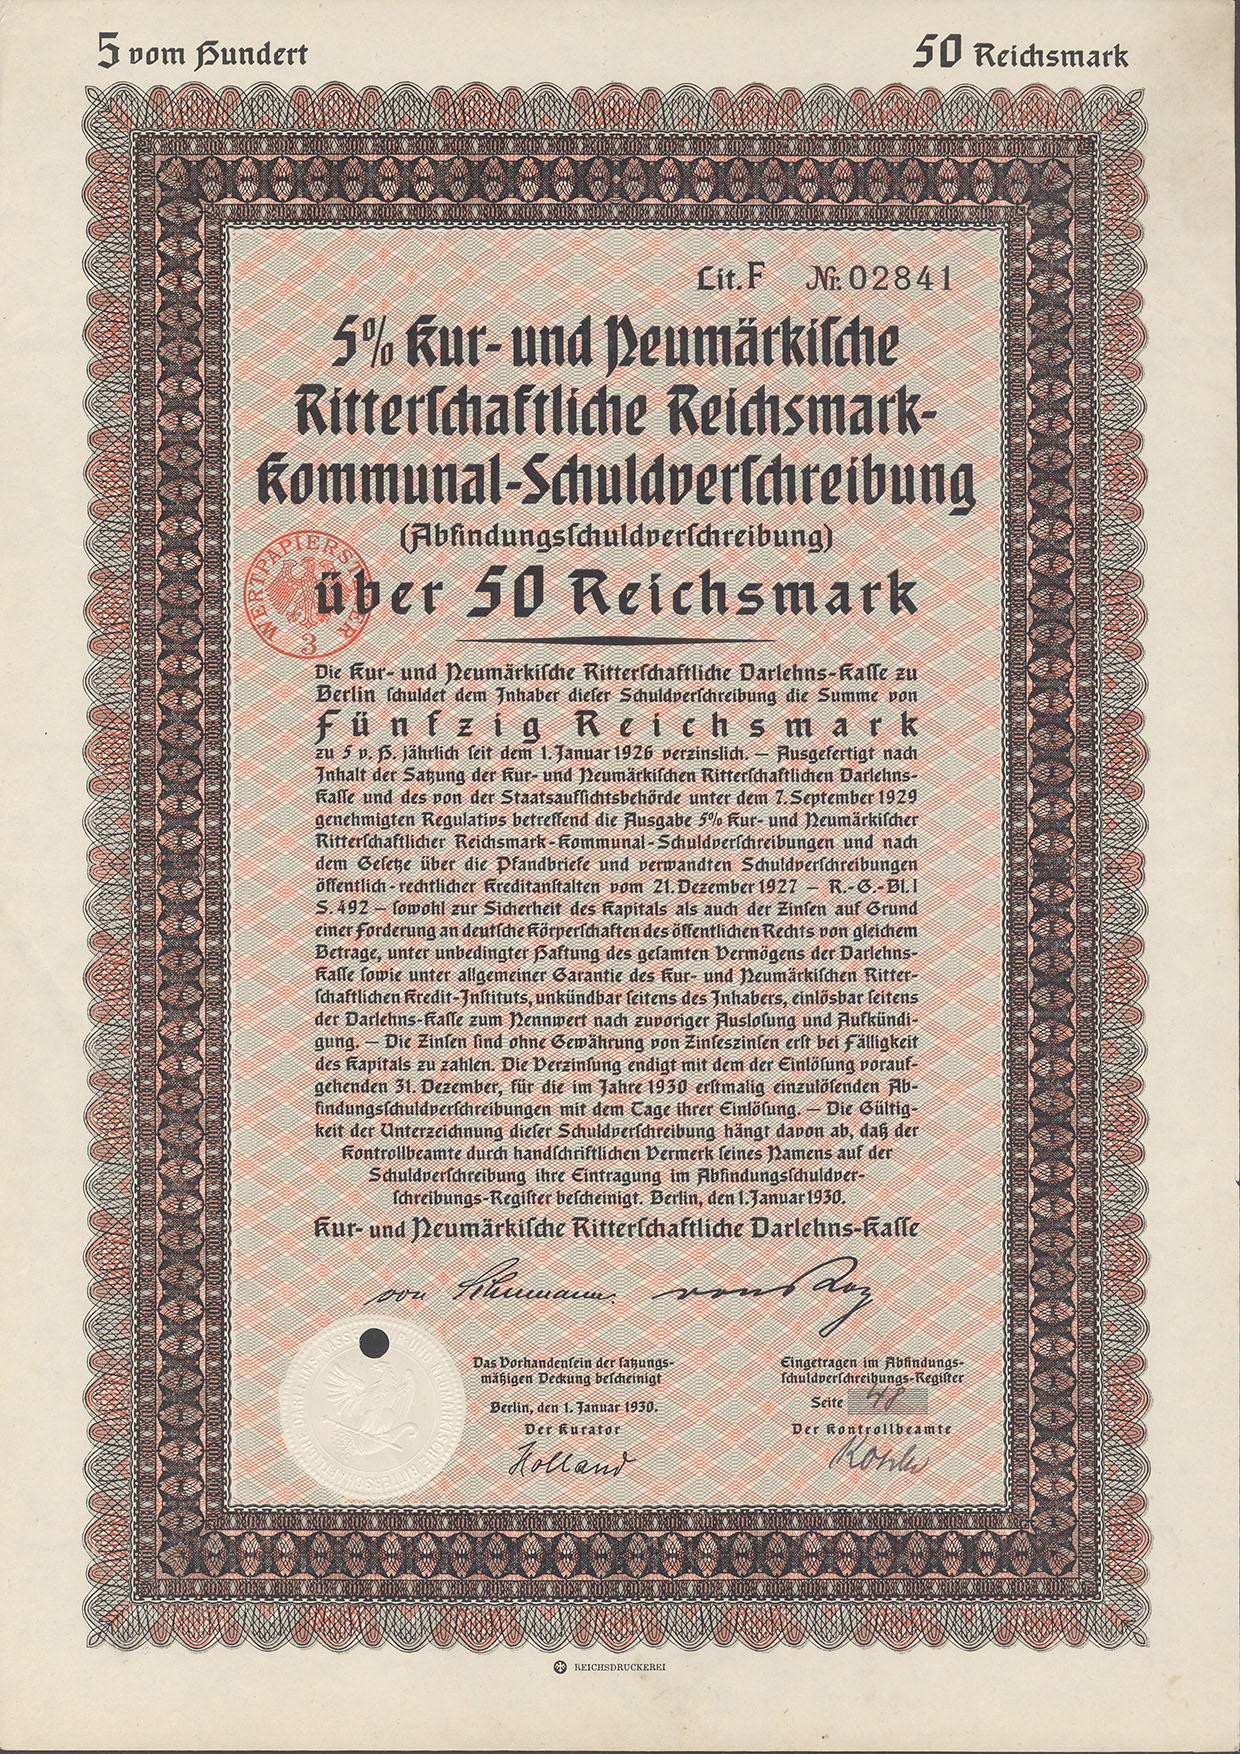 5 vom Hundert
50 Reichsmark
Lit. F Nr. 02841
5% Kur- und Neumärkiſche
Ritterſchaftliche Reichsmark-
Kommunal-Schuldverſchreibung
(Abfindungsſchuldverſchreibung)
über 50 Reichsmark
WERTPAPIERSTEUER
3
Die Kur- und Neumärkiſche Ritterſchaftliche Darlehns-Kaſſe zu
Berlin ſchuldet dem Inhaber dieſer Schuldverſchreibung die Summe von
Fünfzig Reichsmark
zu 5 v. H. jährlich ſeit dem 1. Januar 1926 verzinslich. — Ausgefertigt nach
Inhalt der Satzung der Kur- und Neumärkiſchen Ritterſchaftlichen Darlehns-
Kaſſe und des von der Staatsaufſichtsbehörde unter dem 7. September 1929
genehmigten Regulativs betreffend die Ausgabe 5% Kur- und Neumärkiſcher
Ritterſchaftlicher Reichsmark-Kommunal-Schuldverſchreibungen und nach
dem Geſetze über die Pfandbriefe und verwandten Schuldverſchreibungen
öffentlich-rechtlicher Kreditanſtalten vom 21. Dezember 1927 — R.-G.-Bl. I
S. 492 — ſowohl zur Sicherheit des Kapitals als auch der Zinſen auf Grund
einer Forderung an deutſche Körperſchaften des öffentlichen Rechts von gleichem
Betrage, unter unbedingter Haftung des geſamten Vermögens der Darlehns-
Kaſſe ſowie unter allgemeiner Garantie des Kur- und Neumärkiſchen Ritter-
ſchaftlichen Kredit-Inſtituts, unkündbar ſeitens des Inhabers, einlösbar ſeitens
der Darlehns-Kaſſe zum Nennwert nach zuvoriger Ausloſung und Aufkündi-
gung. — Die Zinſen ſind ohne Gewährung von Zinſeszinſen erſt bei Fälligkeit
des Kapitals zu zahlen. Die Verzinſung endigt mit dem der Einlöſung vorauf-
gehenden 31. Dezember, für die im Jahre 1930 erſtmalig einzulöſenden Ab-
findungsſchuldverſchreibungen mit dem Tage ihrer Einlöſung. — Die Gültig-
keit der Unterzeichnung dieſer Schuldverſchreibung hängt davon ab, daß der
Kontrollbeamte durch handſchriftlichen Vermerk ſeines Namens auf der
Schuldverſchreibung ihre Eintragung im Abfindungsſchuldver-
ſchreibungs-Regiſter beſcheinigt. Berlin, den 1. Januar 1930.
Kur- und Neumärkiſche Ritterſchaftliche Darlehns-Kaſſe
von
Das Vorhandenſein der ſatzungs-
mäßigen Deckung beſcheinigt
Berlin, den 1. Januar 1930.
Der Kurator
Holland
Eingetragen im Abfindungs-
ſchuldverſchreibungs-Regiſter
Seite 48
Der Kontrollbeamte
REICHSDRUCKEREI